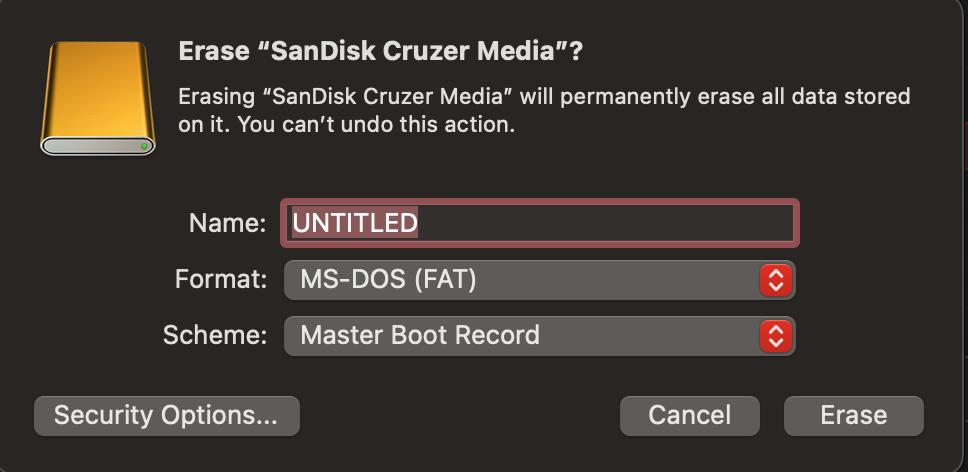 Erase “SanDisk Cruzer Media”?
Erasing “SanDisk Cruzer Media” will permanently erase all data stored
on it. You can’t undo this action.
Name: UNTITLED
Format: MS-DOS (FAT)
Scheme: Master Boot Record
Security Options... Cancel Erase